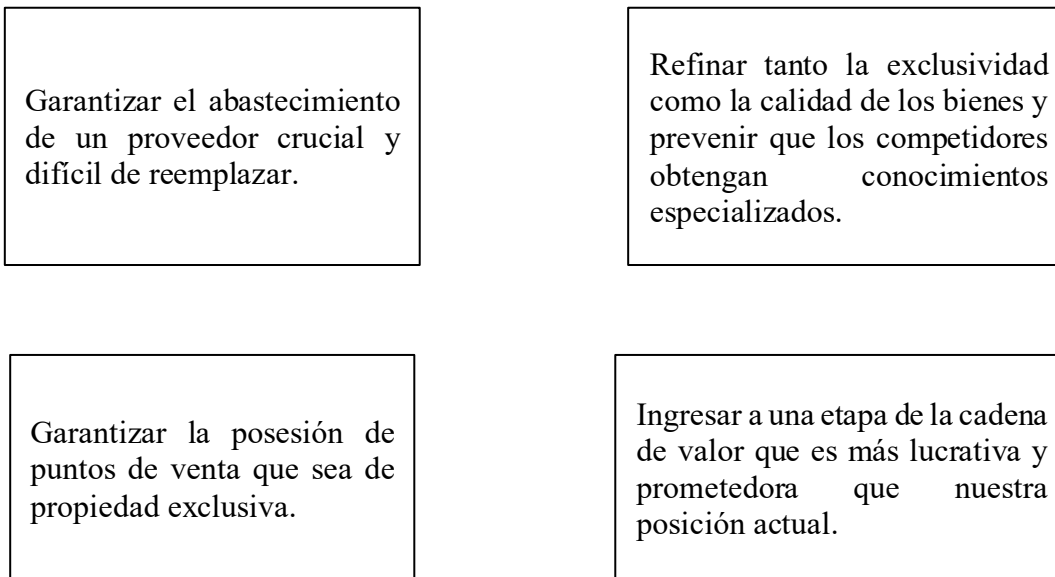 Garantizar el abastecimiento
de un proveedor crucial y
difícil de reemplazar.
Refinar tanto la exclusividad
como la calidad de los bienes y
prevenir que los competidores
obtengan conocimientos
especializados.
Garantizar la posesión de
puntos de venta que sea de
propiedad exclusiva.
Ingresar a una etapa de la cadena
de valor que es más lucrativa y
prometedora que nuestra
posición actual.